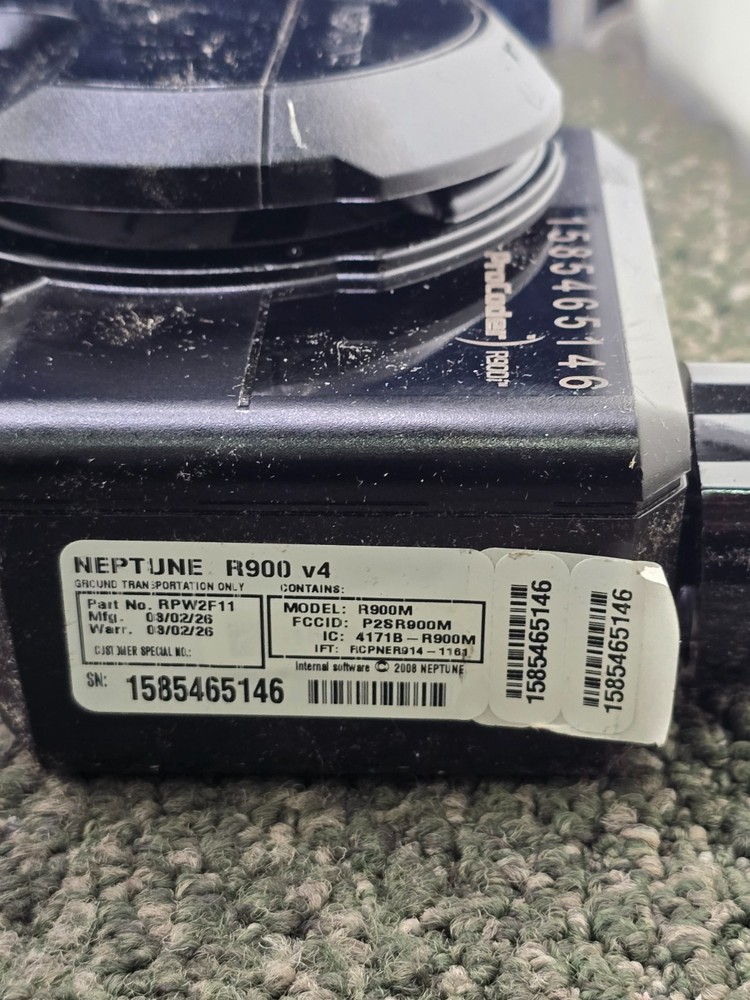 1585465146
ProCoder)R900i™
NEPTUNE R900 v4
GROUND TRANSPORTATION ONLY
CONTAINS:
Part No. RPW2F11
Mfg. 03/02/26
Warr. 03/02/26
CUSTOMER SPECIAL NO.:
MODEL: R900M
FCCID: P2SR900M
IC: 4171B-R900M
IFT: RCPNER914-1161
Internal software © 2008 NEPTUNE
SN: 1585465146
1585465146
1585465146